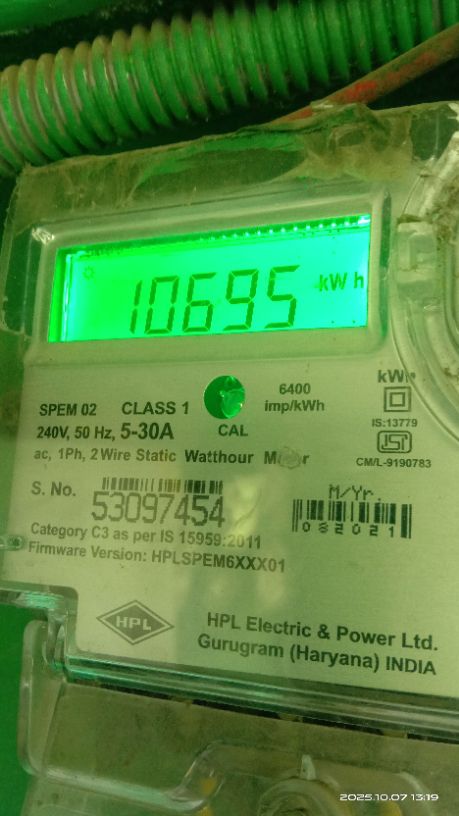 10695 kW h
6400
imp/kWh
kWh
SPEM 02 CLASS 1
240V, 50 Hz, 5-30A
CAL
IS:13779
ac, 1Ph, 2 Wire Static Watthour
CM/L-9190783
S. No. 53097454
M/Yr.
082021
Category C3 as per IS 15959:2011
Firmware Version: HPLSPEM6XXX01
HPL
HPL Electric & Power Ltd.
Gurugram (Haryana) INDIA
2025.10.07 13:19